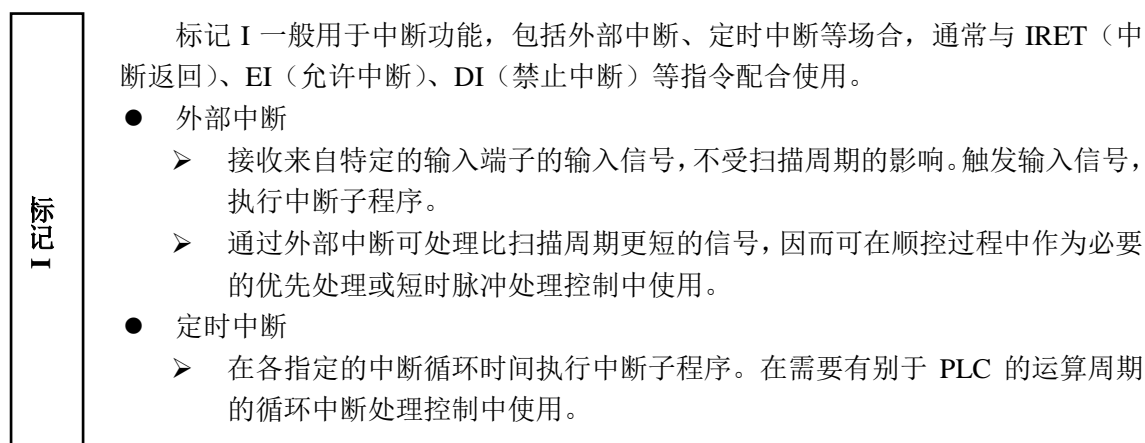 标记 I
标记 I 一般用于中断功能，包括外部中断、定时中断等场合，通常与 IRET（中
断返回）、EI（允许中断）、DI（禁止中断）等指令配合使用。
● 外部中断
➢ 接收来自特定的输入端子的输入信号，不受扫描周期的影响。触发输入信号，
执行中断子程序。
➢ 通过外部中断可处理比扫描周期更短的信号，因而可在顺控过程中作为必要
的优先处理或短时脉冲处理控制中使用。
● 定时中断
➢ 在各指定的中断循环时间执行中断子程序。在需要有别于 PLC 的运算周期
的循环中断处理控制中使用。